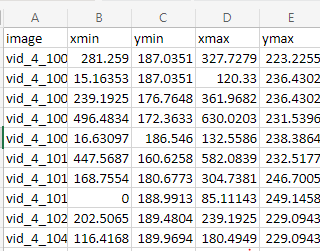 A B C D E
image xmin ymin xmax ymax
vid_4_100 281.259 187.0351 327.7279 223.2255
vid_4_100 15.16353 187.0351 120.33 236.4302
vid_4_100 239.1925 176.7648 361.9682 236.4302
vid_4_100 496.4834 172.3633 630.0203 231.5396
vid_4_100 16.63097 186.546 132.5586 238.3864
vid_4_101 447.5687 160.6258 582.0839 232.5177
vid_4_101 168.7554 180.6773 304.7381 246.7005
vid_4_101 0 188.9913 85.11143 249.1458
vid_4_102 202.5065 189.4804 239.1925 229.0943
vid_4_104 116.4168 189.9694 180.4949 229.0943